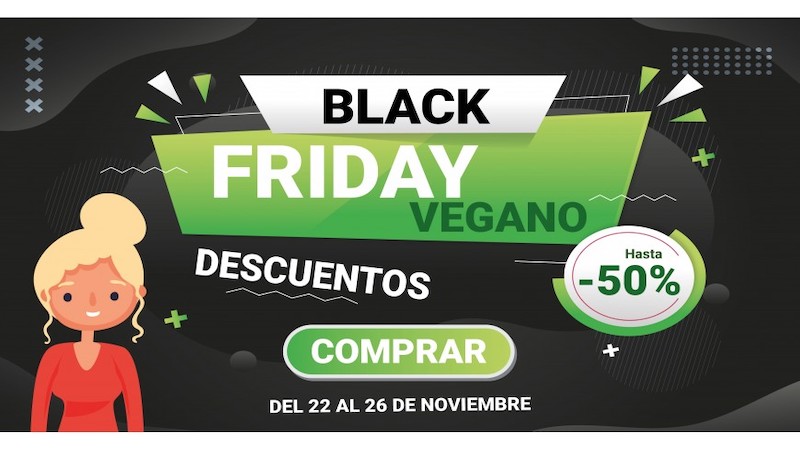 BLACK
FRIDAY
VEGANO
DESCUENTOS
Hasta
-50%
COMPRAR
DEL 22 AL 26 DE NOVIEMBRE